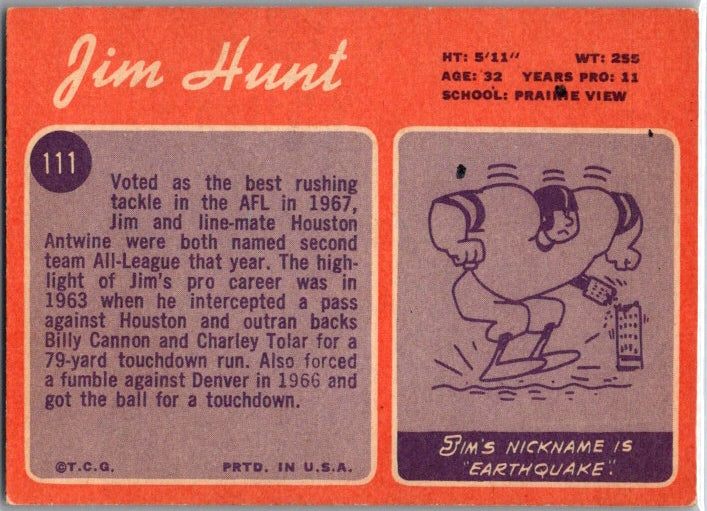 Jim Hunt
HT: 5'11" WT: 255
AGE: 32 YEARS PRO: 11
SCHOOL: PRAIRIE VIEW
111
Voted as the best rushing
tackle in the AFL in 1967,
Jim and line-mate Houston
Antwine were both named second
team All-League that year. The high-
light of Jim's pro career was in
1963 when he intercepted a pass
against Houston and outran backs
Billy Cannon and Charley Tolar for a
79-yard touchdown run. Also forced
a fumble against Denver in 1966 and
got the ball for a touchdown.
©T.C.G. PRTD. IN U.S.A.
JIM'S NICKNAME IS
"EARTHQUAKE".